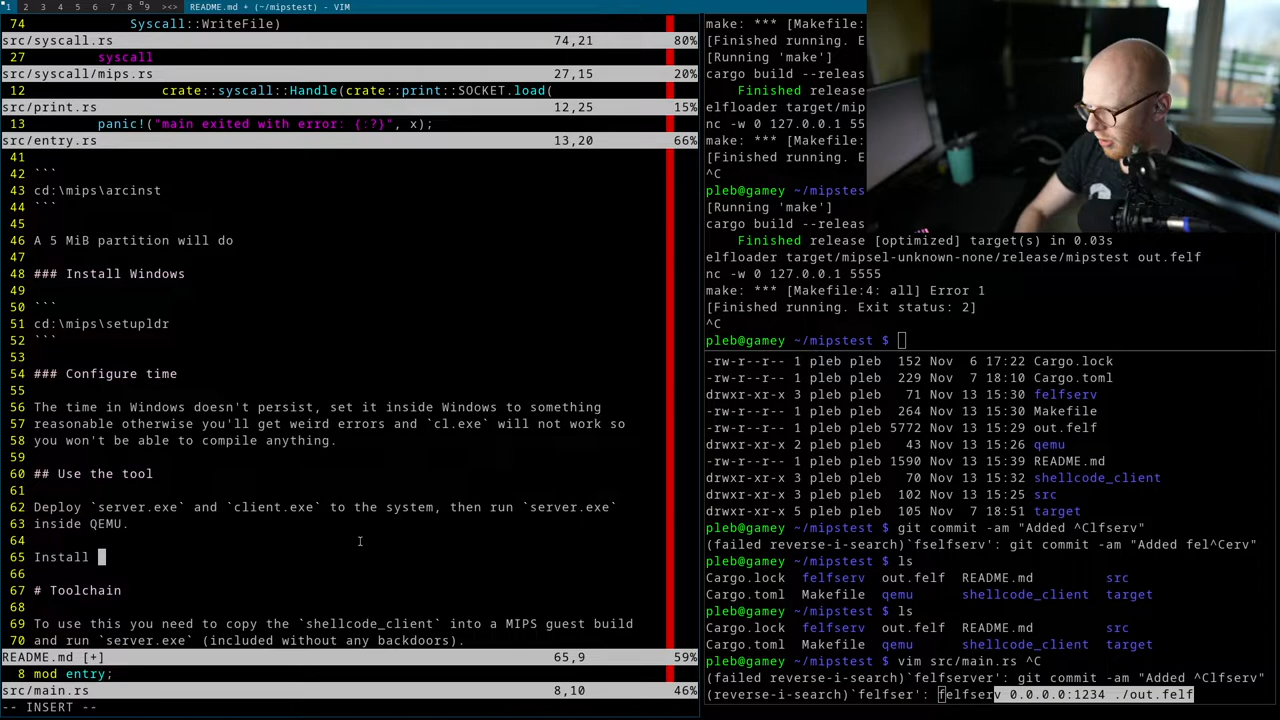 1 2 3 4 5 6 7 8 9 ><> README.md + (~/mipstest) - VIM
74 Syscall::WriteFile)
src/syscall.rs 74,21 80%
27 syscall
src/syscall/mips.rs 27,15 20%
12 crate::syscall::Handle(crate::print::SOCKET.load(
src/print.rs 12,25 15%
13 panic!("main exited with error: {:?}", x);
src/entry.rs 13,20 66%
41
42 ```
43 cd:\mips\arcinst
44 ```
45
46 A 5 MiB partition will do
47
48 ### Install Windows
49
50 ```
51 cd:\mips\setupldr
52 ```
53
54 ### Configure time
55
56 The time in Windows doesn't persist, set it inside Windows to something
57 reasonable otherwise you'll get weird errors and `cl.exe` will not work so
58 you won't be able to compile anything.
59
60 ## Use the tool
61
62 Deploy `server.exe` and `client.exe` to the system, then run `server.exe`
63 inside QEMU.
64
65 Install
66
67 # Toolchain
68
69 To use this you need to copy the `shellcode_client` into a MIPS guest build
70 and run `server.exe` (included without any backdoors).
README.md [+] 65,9 59%
8 mod entry;
src/main.rs 8,10 46%
-- INSERT --
make: *** [Makefile:
[Finished running. E
[Running 'make']
cargo build --releas
Finished release
elfloader target/mip
nc -w 0 127.0.0.1 555
make: *** [Makefile:
[Finished running. E
^C
pleb@gamey ~/mipstes
[Running 'make']
cargo build --releas
Finished release [optimized] target(s) in 0.03s
elfloader target/mipsel-unknown-none/release/mipstest out.felf
nc -w 0 127.0.0.1 5555
make: *** [Makefile:4: all] Error 1
[Finished running. Exit status: 2]
^C
pleb@gamey ~/mipstest $
-rw-r--r-- 1 pleb pleb 152 Nov 6 17:22 Cargo.lock
-rw-r--r-- 1 pleb pleb 229 Nov 7 18:10 Cargo.toml
drwxr-xr-x 3 pleb pleb 71 Nov 13 15:30 felfserv
-rw-r--r-- 1 pleb pleb 264 Nov 13 15:30 Makefile
-rw-r--r-- 1 pleb pleb 5772 Nov 13 15:29 out.felf
drwxr-xr-x 2 pleb pleb 43 Nov 13 15:26 qemu
-rw-r--r-- 1 pleb pleb 1590 Nov 13 15:39 README.md
drwxr-xr-x 3 pleb pleb 70 Nov 13 15:32 shellcode_client
drwxr-xr-x 3 pleb pleb 102 Nov 13 15:25 src
drwxr-xr-x 5 pleb pleb 105 Nov 7 18:51 target
pleb@gamey ~/mipstest $ git commit -am "Added ^Clfserv"
(failed reverse-i-search)`fselfserv': git commit -am "Added fel^Cerv"
pleb@gamey ~/mipstest $ ls
Cargo.lock felfserv out.felf README.md src
Cargo.toml Makefile qemu shellcode_client target
pleb@gamey ~/mipstest $ ls
Cargo.lock felfserv out.felf README.md src
Cargo.toml Makefile qemu shellcode_client target
pleb@gamey ~/mipstest $ vim src/main.rs ^C
(failed reverse-i-search)`felfserver': git commit -am "Added ^Clfserv"
(reverse-i-search)`felfser': felfserv 0.0.0.0:1234 ./out.felf